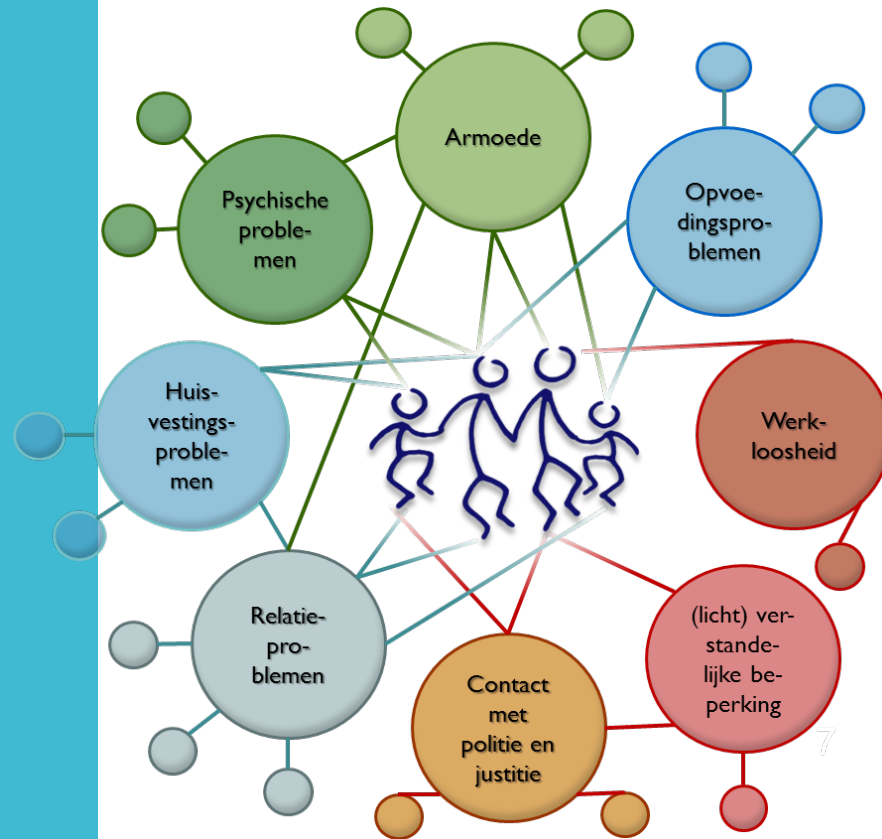 Armoede
Psychische
proble-
men
Opvoe-
dingspro-
blemen
Huis-
vestings-
proble-
men
Werk-
loosheid
Relatie-
pro-
blemen
(licht) ver-
stande-
lijke be-
perking
Contact
met
politie en
justitie
7